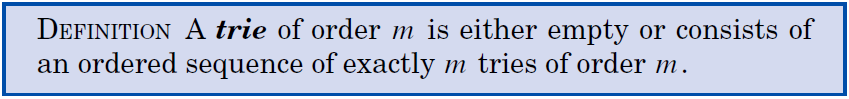 DEFINITION A trie of order m is either empty or consists of
an ordered sequence of exactly m tries of order m.